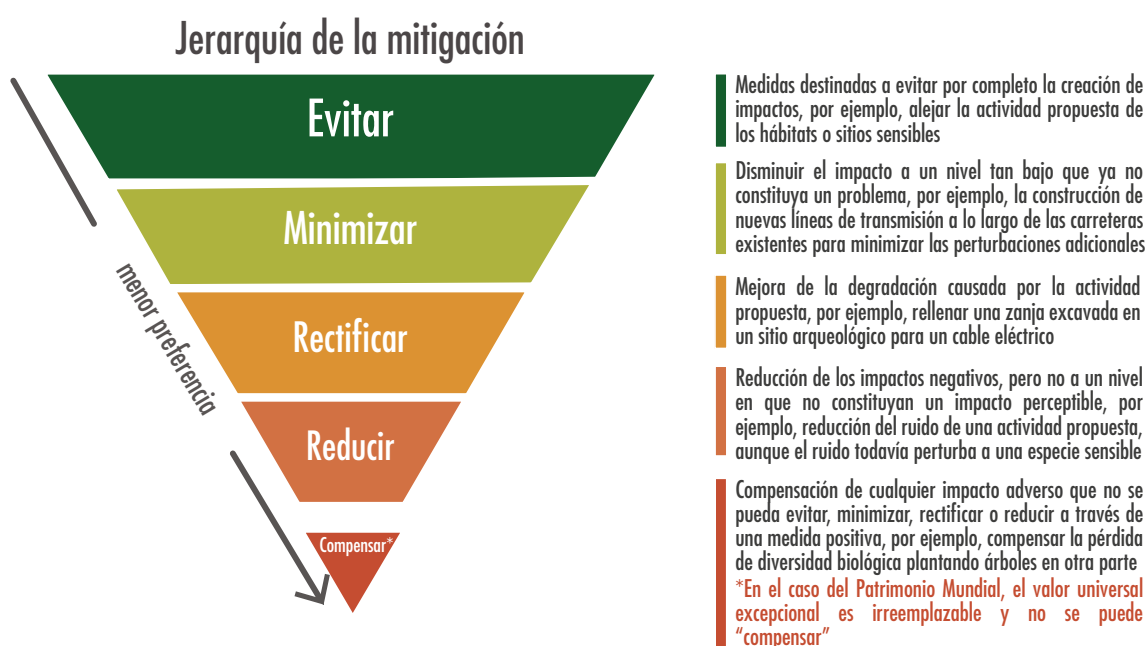 Jerarquía de la mitigación
Evitar
Minimizar
Rectificar
Reducir
Compensar*
menor preferencia
Medidas destinadas a evitar por completo la creación de
impactos, por ejemplo, alejar la actividad propuesta de
los hábitats o sitios sensibles
Disminuir el impacto a un nivel tan bajo que ya no
constituya un problema, por ejemplo, la construcción de
nuevas líneas de transmisión a lo largo de las carreteras
existentes para minimizar las perturbaciones adicionales
Mejora de la degradación causada por la actividad
propuesta, por ejemplo, rellenar una zanja excavada en
un sitio arqueológico para un cable eléctrico
Reducción de los impactos negativos, pero no a un nivel
en que no constituyan un impacto perceptible, por
ejemplo, reducción del ruido de una actividad propuesta,
aunque el ruido todavía perturba a una especie sensible
Compensación de cualquier impacto adverso que no se
pueda evitar, minimizar, rectificar o reducir a través de
una medida positiva, por ejemplo, compensar la pérdida
de diversidad biológica plantando árboles en otra parte
*En el caso del Patrimonio Mundial, el valor universal
excepcional es irreemplazable y no se puede
“compensar”